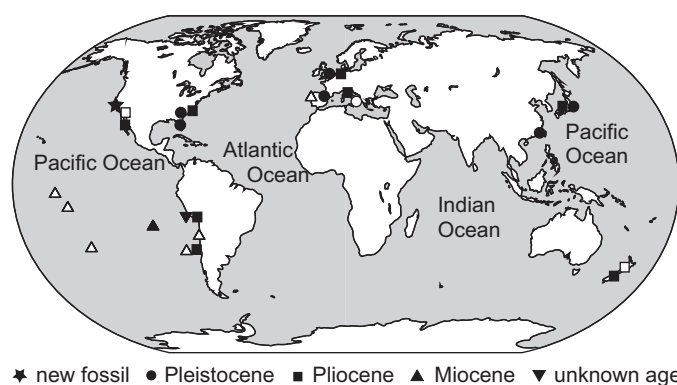 Pacific Ocean
Atlantic
Ocean
Indian
Ocean
Pacific
Ocean
new fossil Pleistocene Pliocene Miocene unknown age